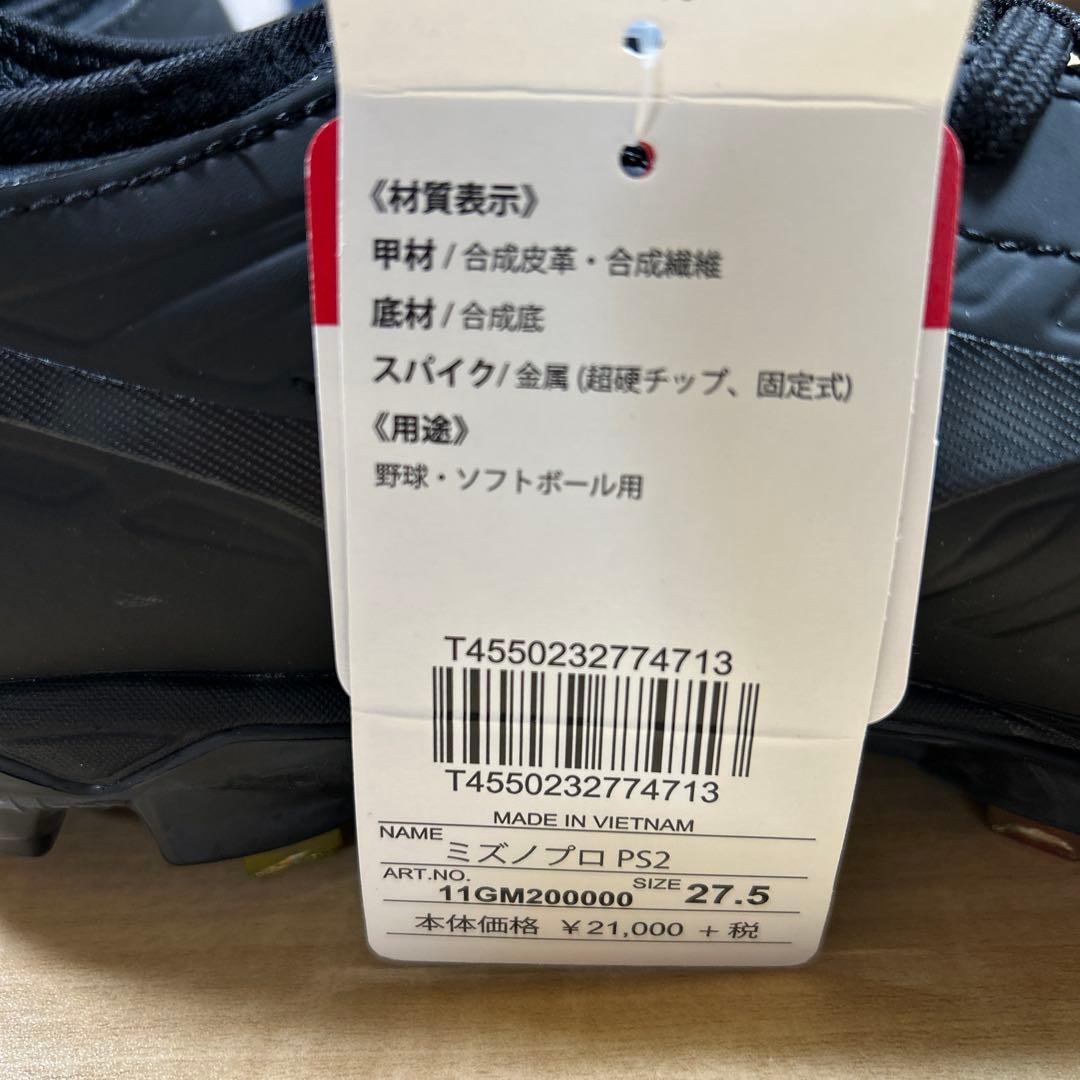 《材質表示》
甲材 / 合成皮革・合成繊維
底材 / 合成底
スパイク/ 金属 (超硬チップ、固定式)
《用途》
野球・ソフトボール用
T4550232774713
T4550232774713
MADE IN VIETNAM
NAME ミズノプロ PS2
ART.NO. 11GM200000 SIZE 27.5
本体価格 ¥21,000 + 税